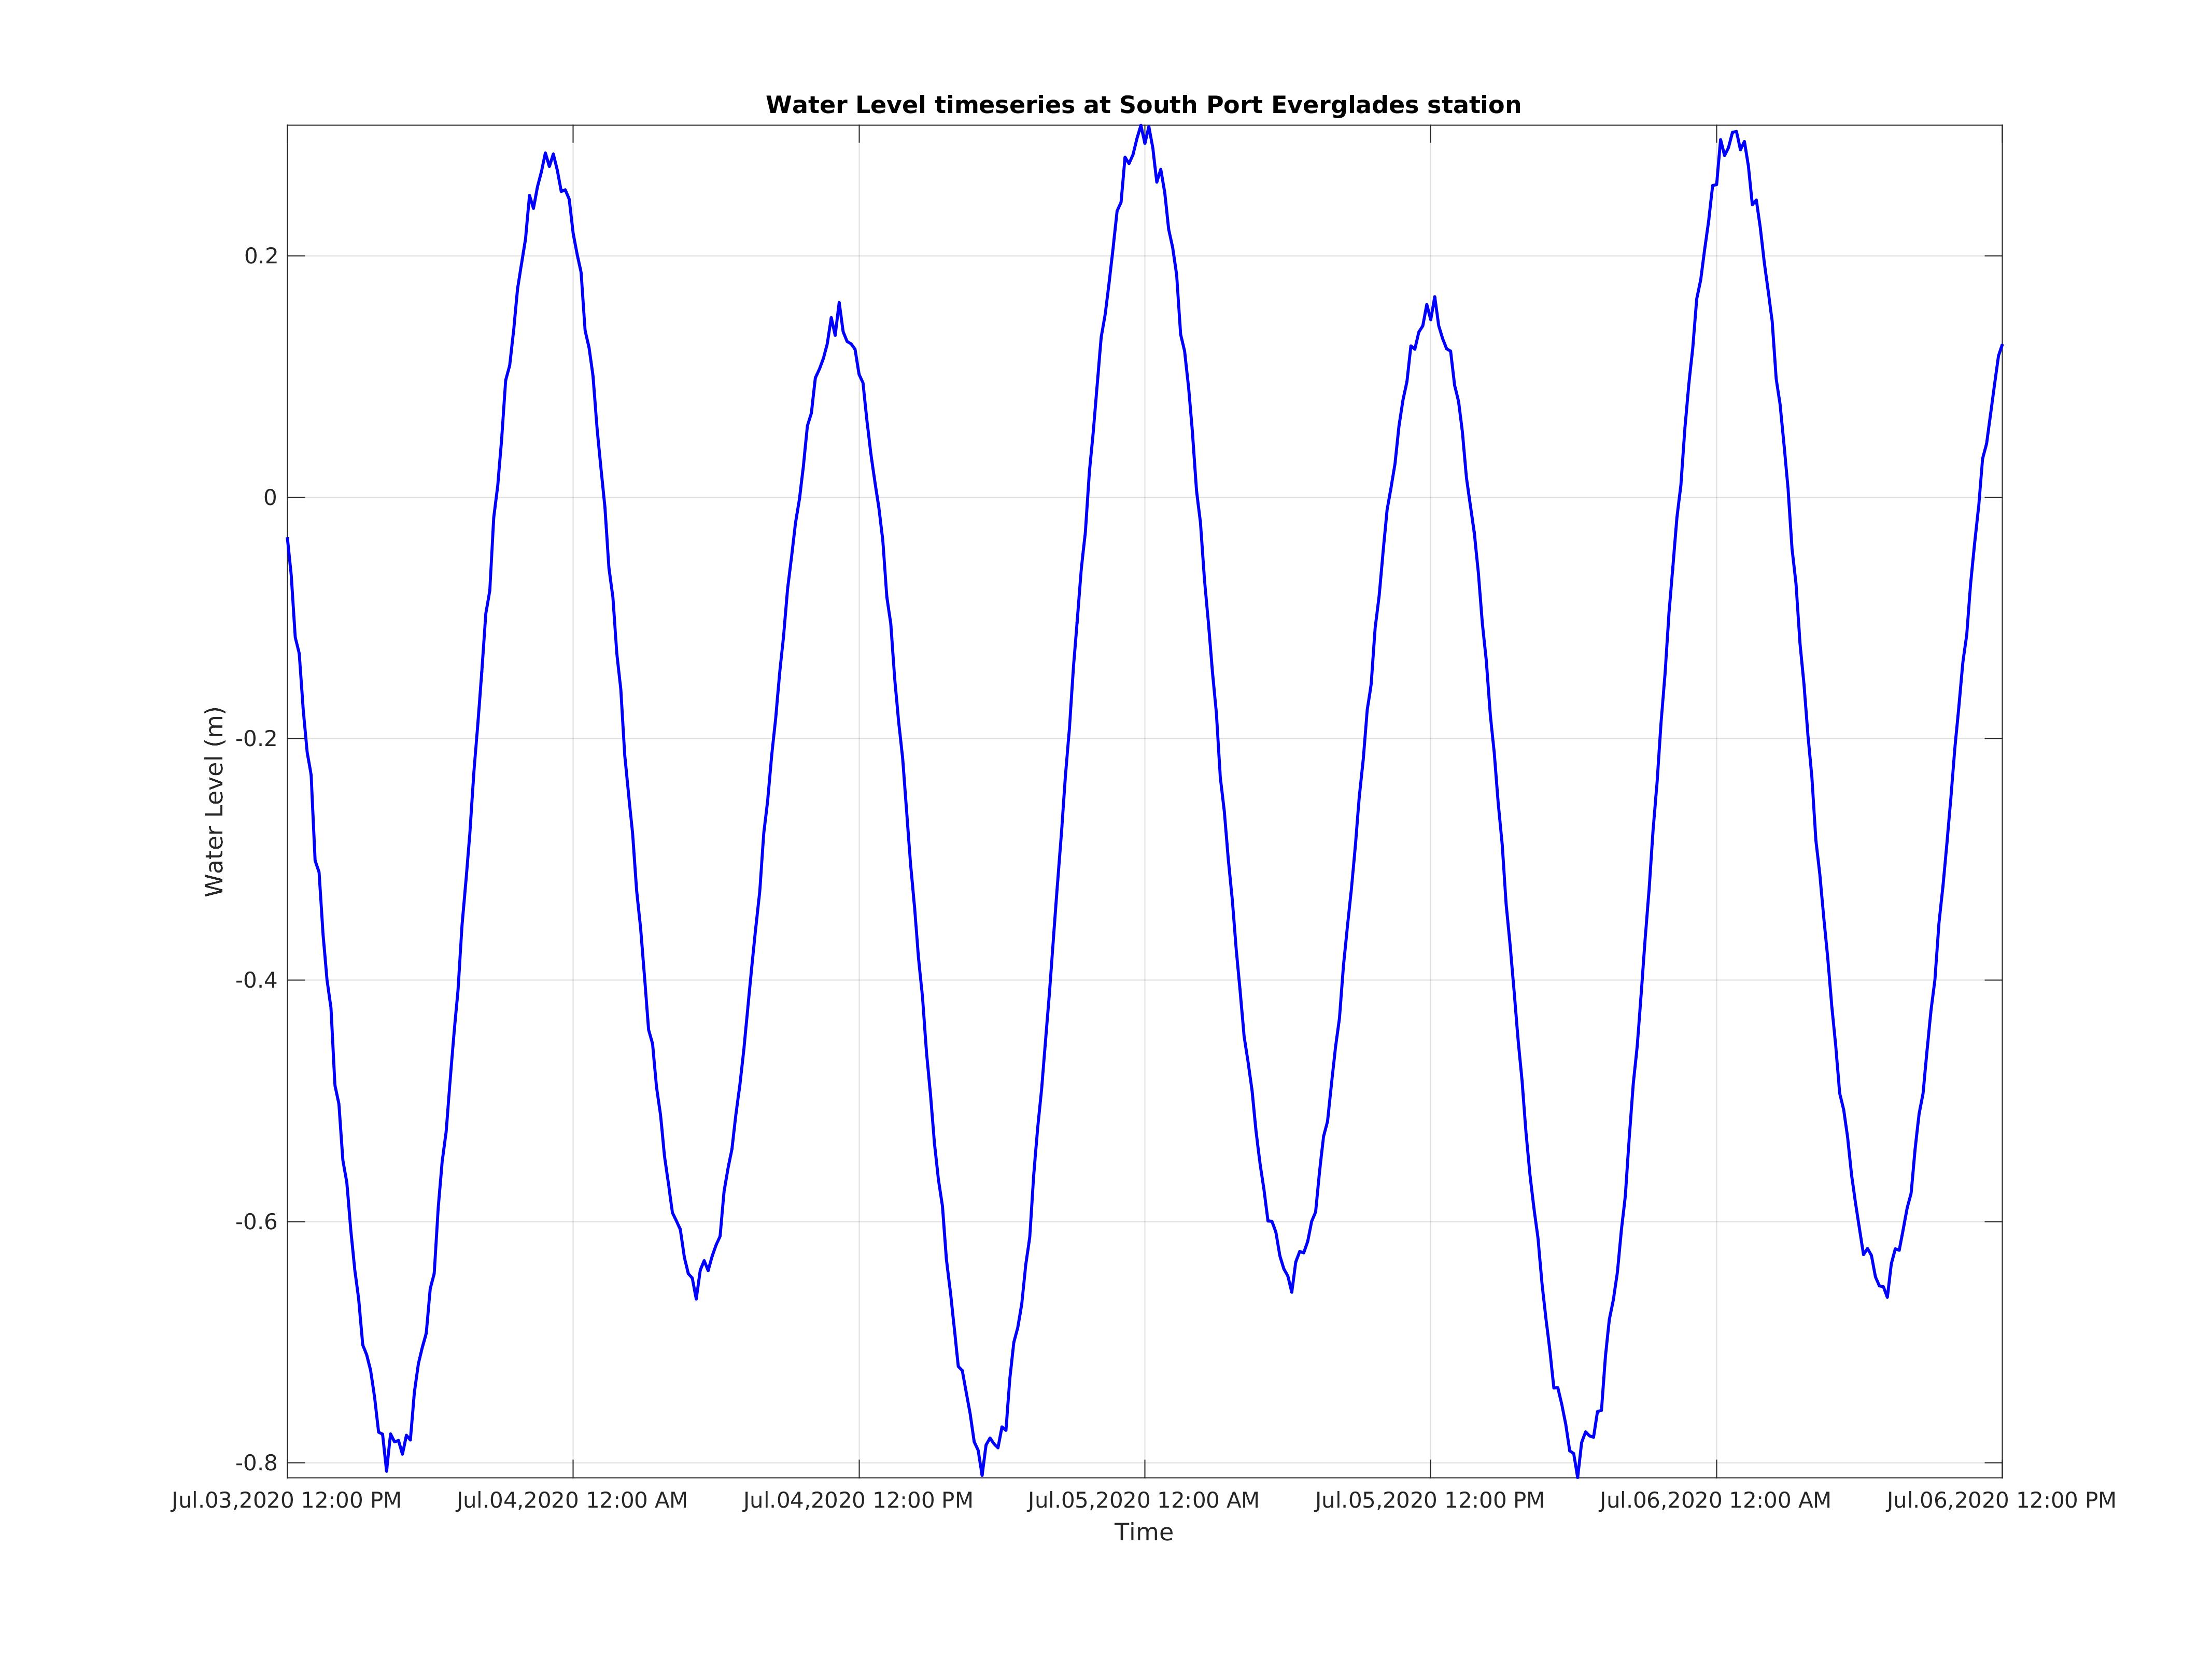 Water Level timeseries at South Port Everglades station
0.2
0
-0.2
-0.4
-0.6
-0.8
Water Level (m)
Jul.03,2020 12:00 PM Jul.04,2020 12:00 AM Jul.04,2020 12:00 PM Jul.05,2020 12:00 AM Jul.05,2020 12:00 PM Jul.06,2020 12:00 AM Jul.06,2020 12:00 PM
Time